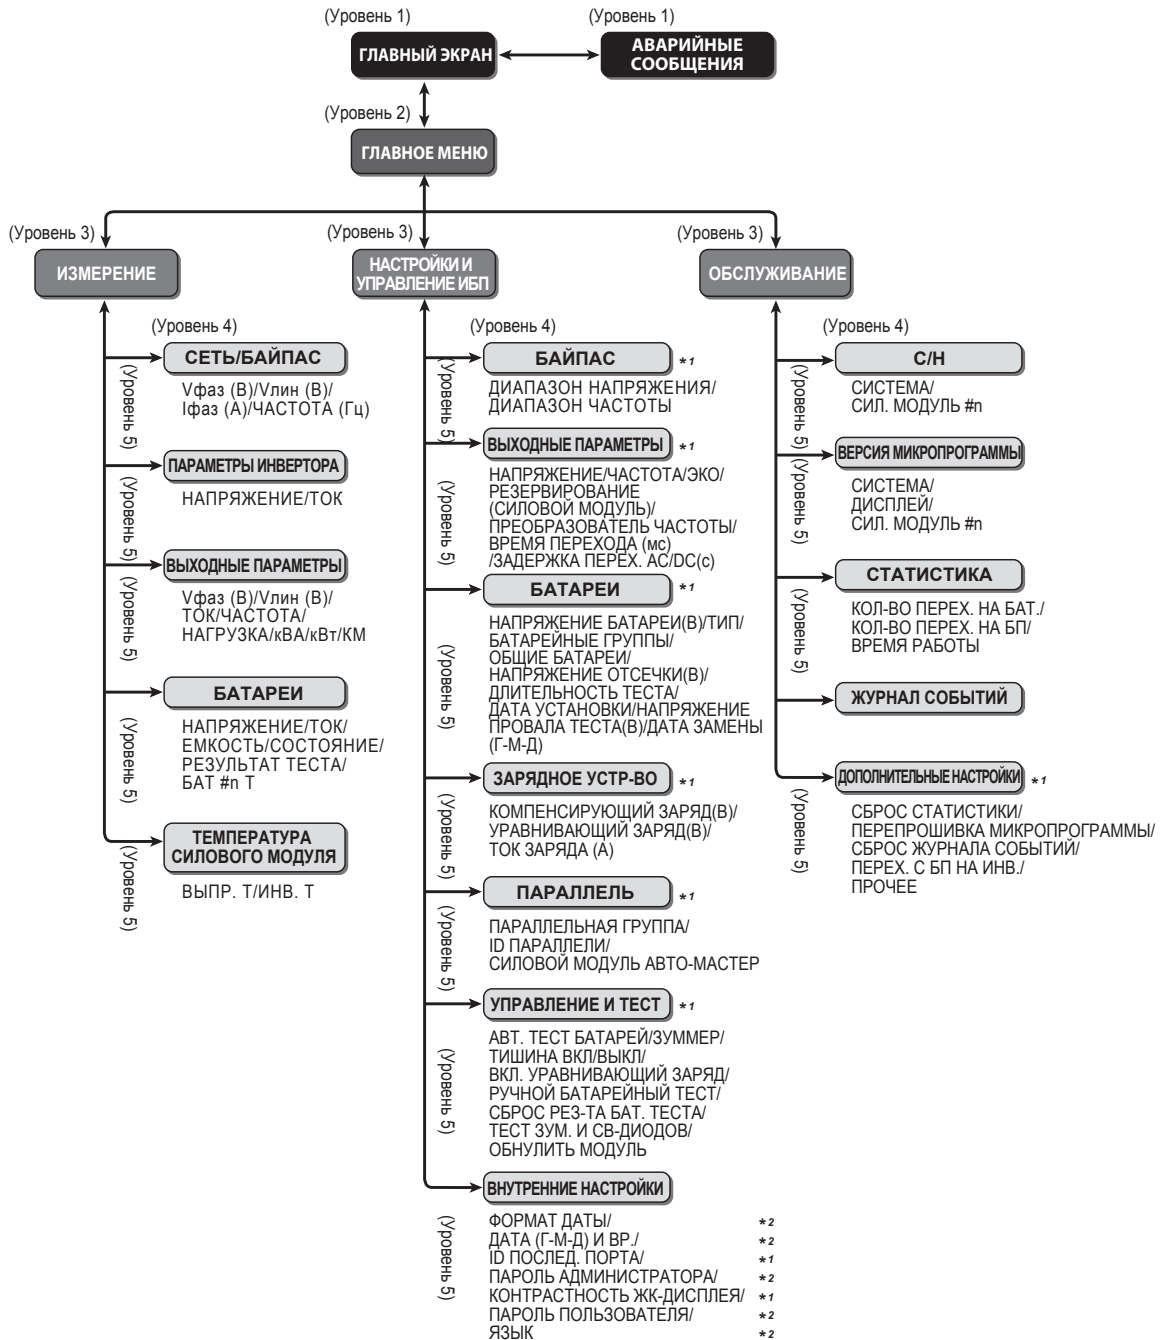 (Уровень 1)
ГЛАВНЫЙ ЭКРАН
(Уровень 1)
АВАРИЙНЫЕ
СООБЩЕНИЯ
(Уровень 2)
ГЛАВНОЕ МЕНЮ
(Уровень 3)
ИЗМЕРЕНИЕ
(Уровень 4)
СЕТЬ/БАЙПАС
(Уровень 5)
Vфаз (В)/Vлин (В)/
Iфаз (А)/ЧАСТОТА (Гц)
ПАРАМЕТРЫ ИНВЕРТОРА
(Уровень 5)
НАПРЯЖЕНИЕ/ТОК
ВЫХОДНЫЕ ПАРАМЕТРЫ
(Уровень 5)
Vфаз (В)/Vлин (В)/
ТОК/ЧАСТОТА/
НАГРУЗКА/кВА/кВт/КМ
БАТАРЕИ
(Уровень 5)
НАПРЯЖЕНИЕ/ТОК/
ЕМКОСТЬ/СОСТОЯНИЕ/
РЕЗУЛЬТАТ ТЕСТА/
БАТ #n T
ТЕМПЕРАТУРА
СИЛОВОГО МОДУЛЯ
(Уровень 5)
ВЫПР. Т/ИНВ. Т
(Уровень 3)
НАСТРОЙКИ И
УПРАВЛЕНИЕ ИБП
(Уровень 4)
БАЙПАС *1
(Уровень 5)
ДИАПАЗОН НАПРЯЖЕНИЯ/
ДИАПАЗОН ЧАСТОТЫ
ВЫХОДНЫЕ ПАРАМЕТРЫ *1
(Уровень 5)
НАПРЯЖЕНИЕ/ЧАСТОТА/ЭКО/
РЕЗЕРВИРОВАНИЕ
(СИЛОВОЙ МОДУЛЬ)/
ПРЕОБРАЗОВАТЕЛЬ ЧАСТОТЫ/
ВРЕМЯ ПЕРЕХОДА (мс)
/ЗАДЕРЖКА ПЕРЕХ. AC/DC(с)
БАТАРЕИ *1
(Уровень 5)
НАПРЯЖЕНИЕ БАТАРЕИ(В)/ТИП/
БАТАРЕЙНЫЕ ГРУППЫ/
ОБЩИЕ БАТАРЕИ/
НАПРЯЖЕНИЕ ОТСЕЧКИ(В)/
ДЛИТЕЛЬНОСТЬ ТЕСТА/
ДАТА УСТАНОВКИ/НАПРЯЖЕНИЕ
ПРОВАЛА ТЕСТА(В)/ДАТА ЗАМЕНЫ
(Г-М-Д)
ЗАРЯДНОЕ УСТР-ВО *1
(Уровень 5)
КОМПЕНСИРУЮЩИЙ ЗАРЯД(В)/
УРАВНИВАЮЩИЙ ЗАРЯД(В)/
ТОК ЗАРЯДА (А)
ПАРАЛЛЕЛЬ *1
(Уровень 5)
ПАРАЛЛЕЛЬНАЯ ГРУППА/
ID ПАРАЛЛЕЛИ/
СИЛОВОЙ МОДУЛЬ АВТО-МАСТЕР
УПРАВЛЕНИЕ И ТЕСТ *1
(Уровень 5)
АВТ. ТЕСТ БАТАРЕЙ/ЗУММЕР/
ТИШИНА ВКЛ/ВЫКЛ/
ВКЛ. УРАВНИВАЮЩИЙ ЗАРЯД/
РУЧНОЙ БАТАРЕЙНЫЙ ТЕСТ/
СБРОС РЕЗ-ТА БАТ. ТЕСТА/
ТЕСТ ЗУМ. И СВ-ДИОДОВ/
ОБНУЛИТЬ МОДУЛЬ
ВНУТРЕННИЕ НАСТРОЙКИ
(Уровень 5)
ФОРМАТ ДАТЫ/ *2
ДАТА (Г-М-Д) И ВР./ *2
ID ПОСЛЕД. ПОРТА/ *1
ПАРОЛЬ АДМИНИСТРАТОРА/ *2
КОНТРАСТНОСТЬ ЖК-ДИСПЛЕЯ/ *1
ПАРОЛЬ ПОЛЬЗОВАТЕЛЯ/ *2
ЯЗЫК *2
(Уровень 3)
ОБСЛУЖИВАНИЕ
(Уровень 4)
С/Н
(Уровень 5)
СИСТЕМА/
СИЛ. МОДУЛЬ #n
ВЕРСИЯ МИКРОПРОГРАММЫ
(Уровень 5)
СИСТЕМА/
ДИСПЛЕЙ/
СИЛ. МОДУЛЬ #n
СТАТИСТИКА
(Уровень 5)
КОЛ-ВО ПЕРЕХ. НА БАТ./
КОЛ-ВО ПЕРЕХ. НА БП/
ВРЕМЯ РАБОТЫ
ЖУРНАЛ СОБЫТИЙ
ДОПОЛНИТЕЛЬНЫЕ НАСТРОЙКИ *1
(Уровень 5)
СБРОС СТАТИСТИКИ/
ПЕРЕПРОШИВКА МИКРОПРОГРАММЫ/
СБРОС ЖУРНАЛА СОБЫТИЙ/
ПЕРЕХ. С БП НА ИНВ./
ПРОЧЕЕ